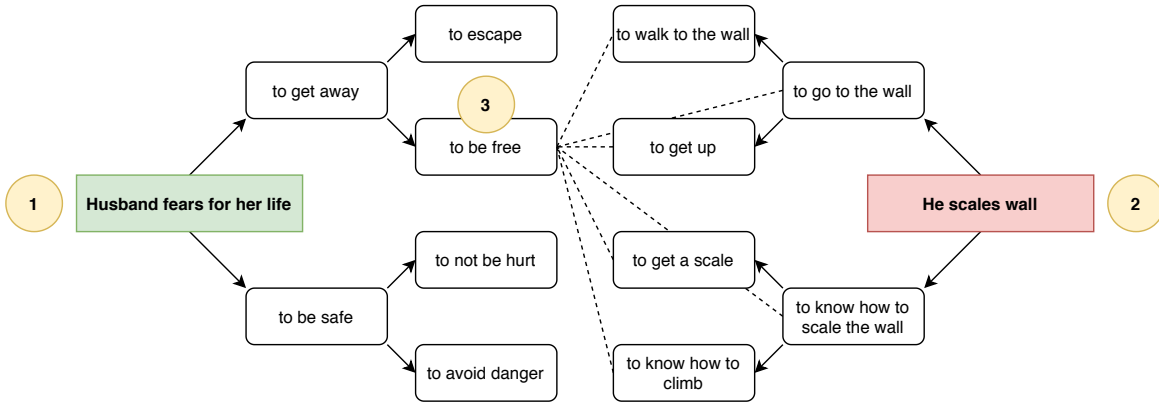 to escape
to walk to the wall
to get away
to go to the wall
3
to be free
to get up
1
Husband fears for her life
He scales wall
2
to not be hurt
to get a scale
to be safe
to know how to
scale the wall
to avoid danger
to know how to
climb